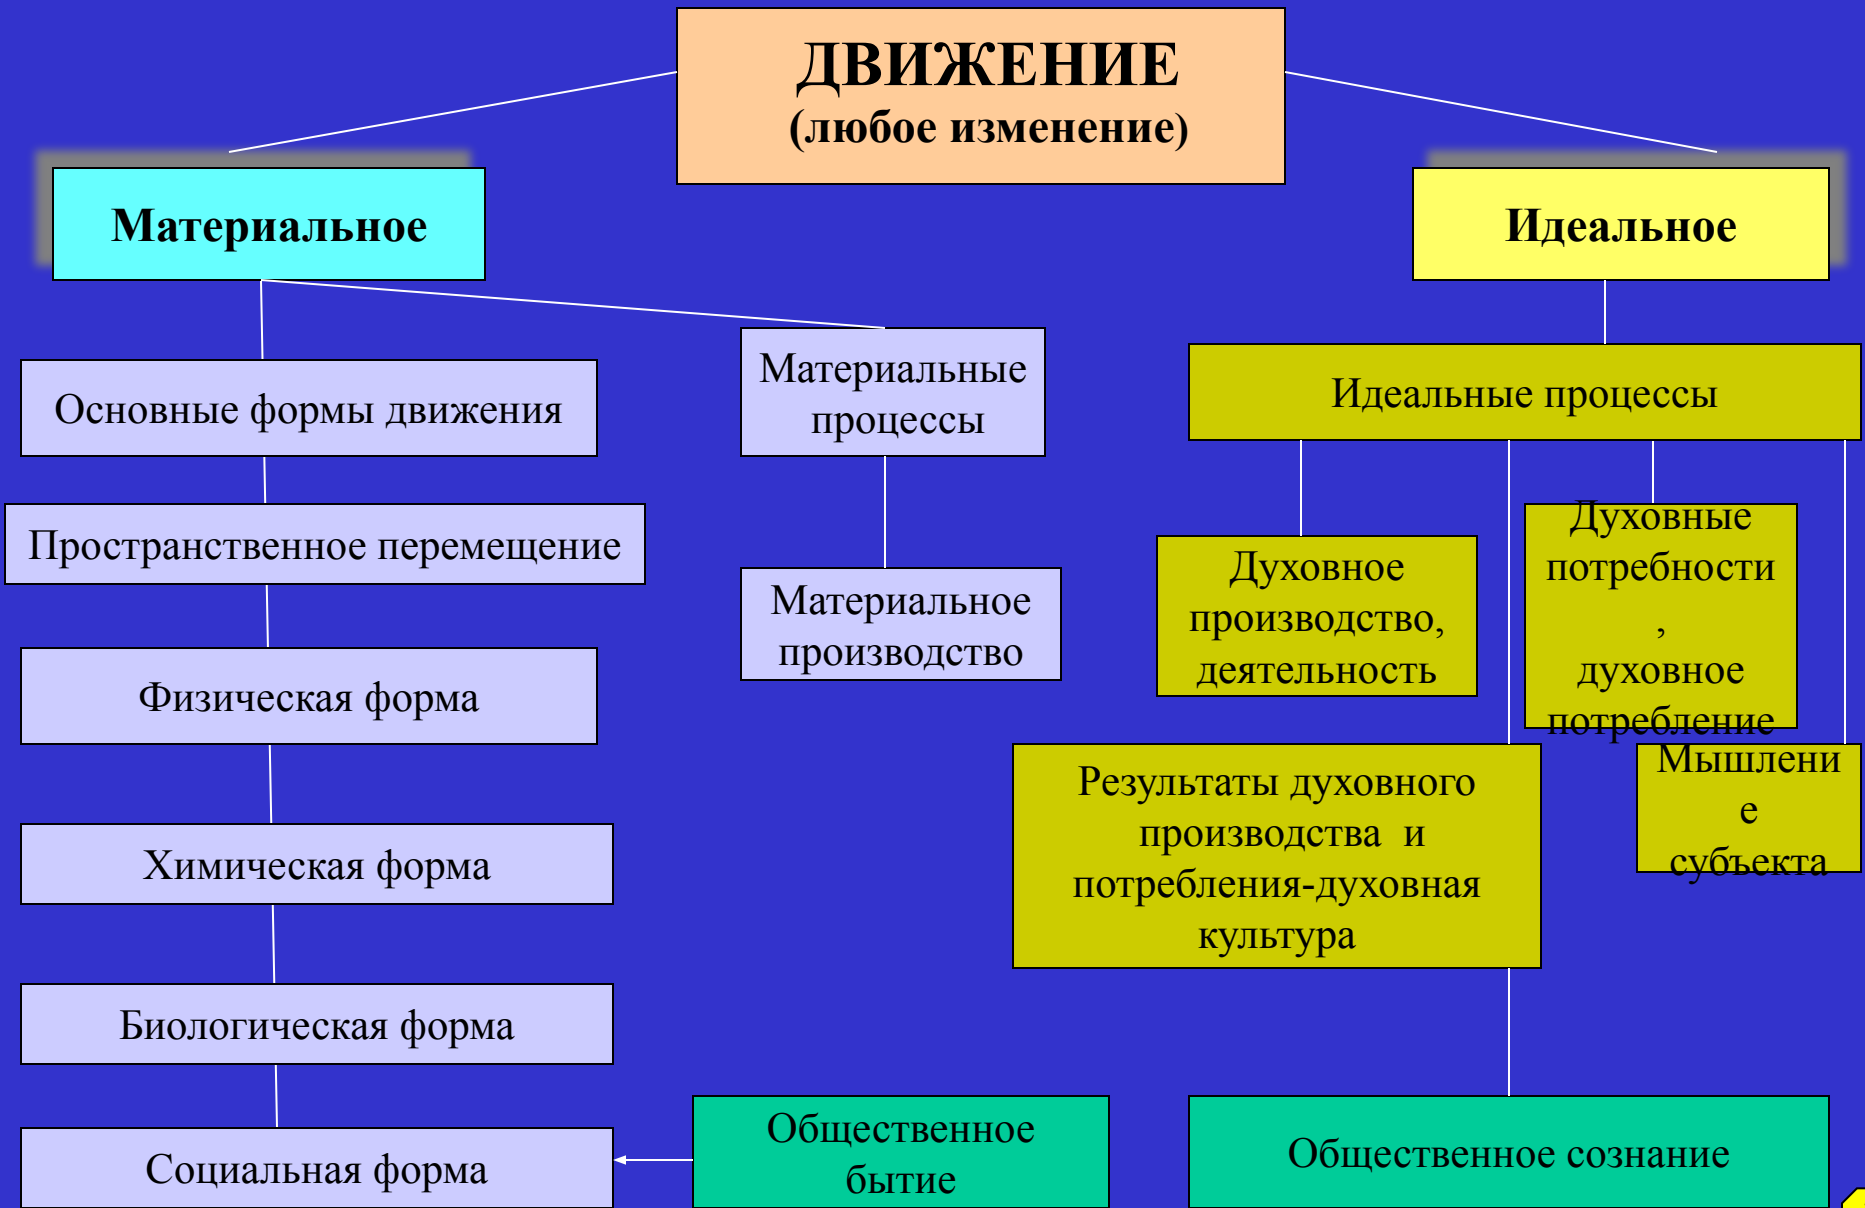 ДВИЖЕНИЕ
(любое изменение)
Материальное
Идеальное
Основные формы движения
Материальные
процессы
Идеальные процессы
Пространственное перемещение
Материальное
производство
Духовное
производство,
деятельность
Духовные
потребности
,
духовное
потребление
Физическая форма
Результаты духовного
производства и
потребления-духовная
культура
Мышлени
е
субъекта
Химическая форма
Биологическая форма
Социальная форма
Общественное
бытие
Общественное сознание